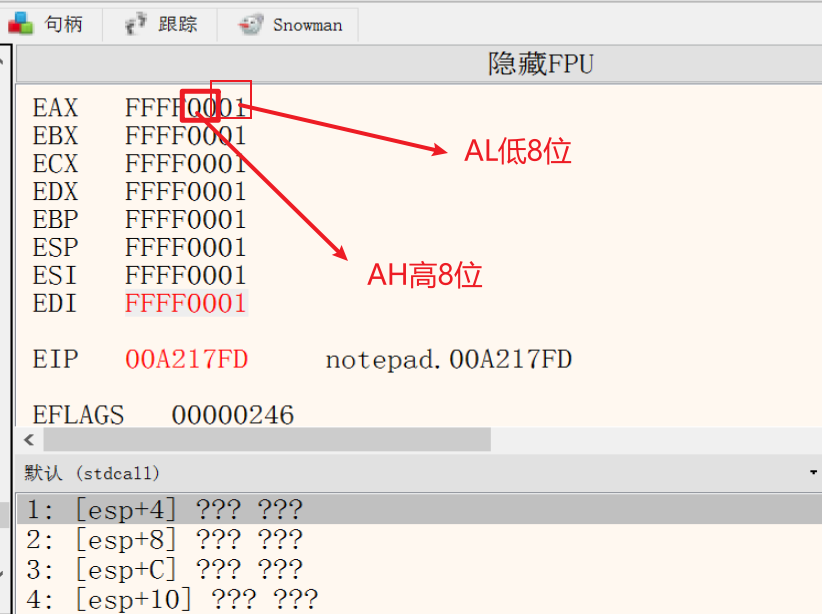 句柄 跟踪 Snowman
隐藏FPU
EAX FFFF0001
EBX FFFF0001
ECX FFFF0001
EDX FFFF0001
EBP FFFF0001
ESP FFFF0001
ESI FFFF0001
EDI FFFF0001
AL低8位
AH高8位
EIP 00A217FD notepad.00A217FD
EFLAGS 00000246
默认 (stdcall)
1: [esp+4] ??? ???
2: [esp+8] ??? ???
3: [esp+C] ??? ???
4: [esp+10] ??? ???